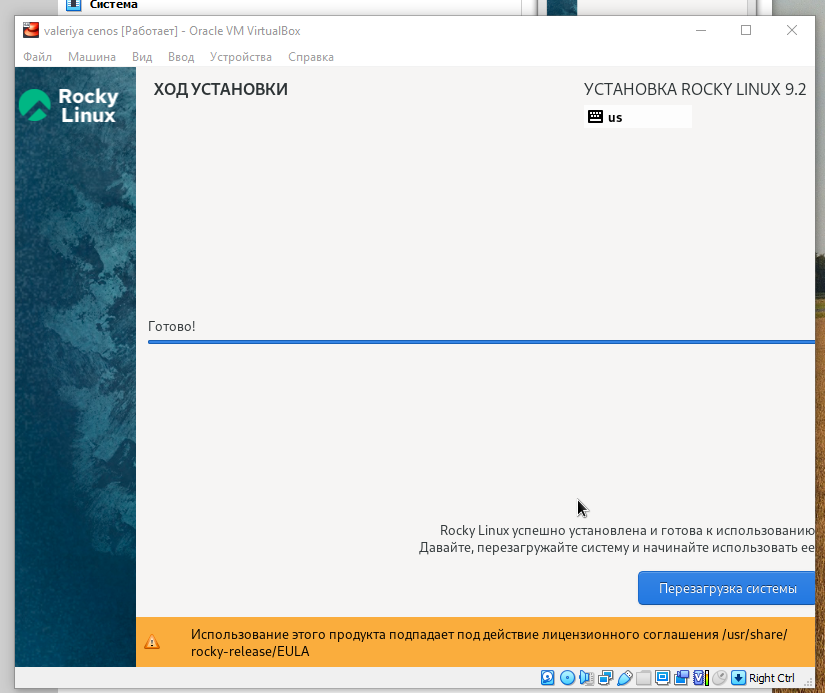 Система
valeriya cenos [Работает] - Oracle VM VirtualBox
Файл Машина Вид Ввод Устройства Справка
Rocky
Linux
ХОД УСТАНОВКИ
УСТАНОВКА ROCKY LINUX 9.2
us
Готово!
Rocky Linux успешно установлена и готова к использованию
Давайте, перезагружайте систему и начинайте использовать ее
Перезагрузка системы
Использование этого продукта подпадает под действие лицензионного соглашения /usr/share/
rocky-release/EULA
Right Ctrl